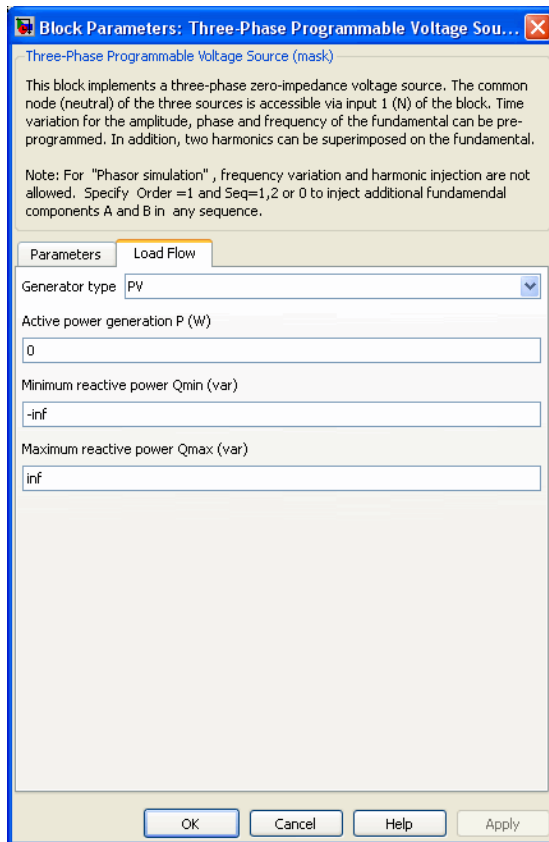 Block Parameters: Three-Phase Programmable Voltage Sou...
Three-Phase Programmable Voltage Source (mask)
This block implements a three-phase zero-impedance voltage source. The common
node (neutral) of the three sources is accessible via input 1 (N) of the block. Time
variation for the amplitude, phase and frequency of the fundamental can be pre-
programmed. In addition, two harmonics can be superimposed on the fundamental.
Note: For "Phasor simulation" , frequency variation and harmonic injection are not
allowed. Specify Order =1 and Seq=1,2 or 0 to inject additional fundamendal
components A and B in any sequence.
Parameters Load Flow
Generator type PV
Active power generation P (W)
0
Minimum reactive power Qmin (var)
-inf
Maximum reactive power Qmax (var)
inf
OK Cancel Help Apply